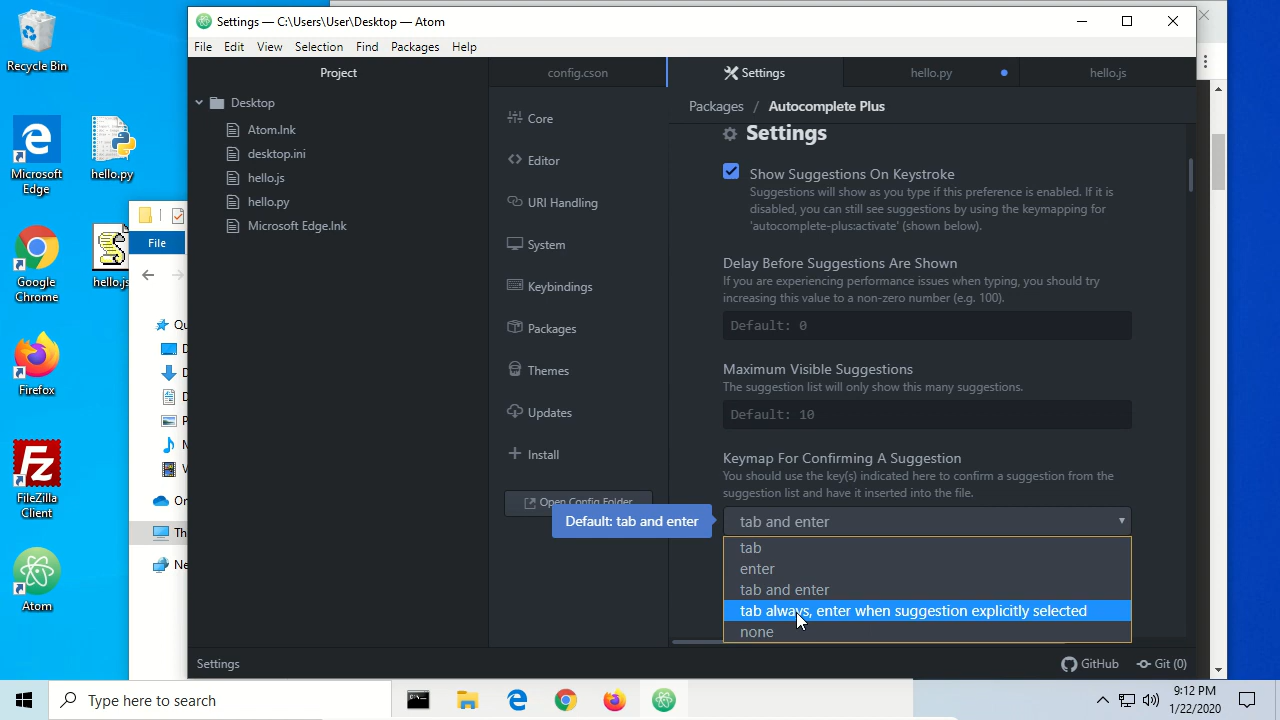 Settings — C:\Users\User\Desktop — Atom
File Edit View Selection Find Packages Help
Project
config.cson
Settings
hello.py
hello.js
Desktop
Atom.lnk
desktop.ini
hello.js
hello.py
Microsoft Edge.lnk
Core
Editor
URI Handling
System
Keybindings
Packages
Themes
Updates
Install
Open Config Folder
Packages / Autocomplete Plus
Settings
Show Suggestions On Keystroke
Suggestions will show as you type if this preference is enabled. If it is
disabled, you can still see suggestions by using the keymapping for
'autocomplete-plus:activate' (shown below).
Delay Before Suggestions Are Shown
If you are experiencing performance issues when typing, you should try
increasing this value to a non-zero number (e.g. 100).
Default: 0
Maximum Visible Suggestions
The suggestion list will only show this many suggestions.
Default: 10
Keymap For Confirming A Suggestion
You should use the key(s) indicated here to confirm a suggestion from the
suggestion list and have it inserted into the file.
Default: tab and enter
tab and enter
tab
enter
tab and enter
tab always, enter when suggestion explicitly selected
none
Settings
GitHub
Git (0)
Recycle Bin
Microsoft
Edge
hello.py
Google
Chrome
hello.js
Firefox
FileZilla
Client
Atom
File
Type here to search
9:12 PM
1/22/2020